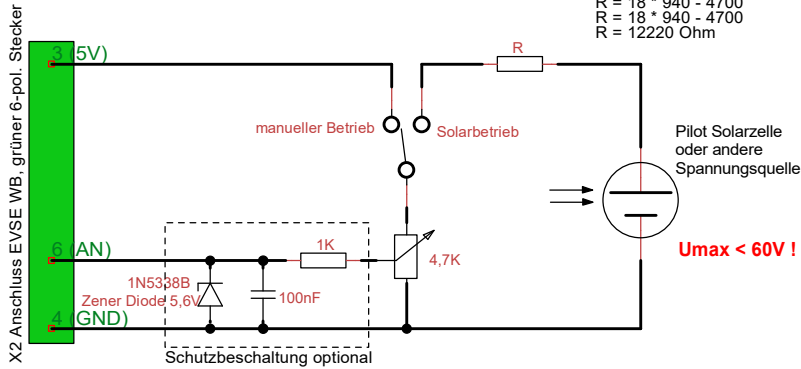 R = 18 * 940 - 4700
R = 18 * 940 - 4700
R = 12220 Ohm
X2 Anschluss EVSE WB, grüner 6-pol. Stecker
3 (5V)
R
manueller Betrieb
Solarbetrieb
Pilot Solarzelle
oder andere
Spannungsquelle
Umax < 60V !
6 (AN)
1K
4,7K
1N5338B
Zener Diode 5,6V
100nF
4 (GND)
Schutzbeschaltung optional